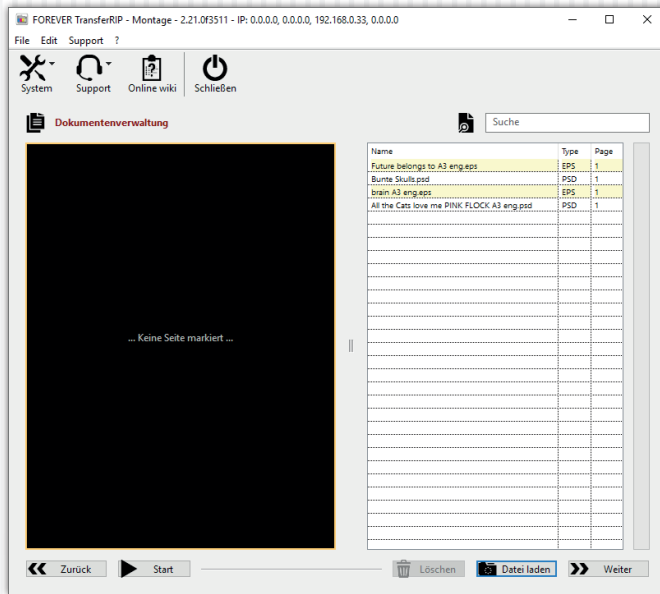 FOREVER TransferRIP - Montage - 2.21.0f3511 - IP: 0.0.0.0, 0.0.0.0, 192.168.0.33, 0.0.0.0
File Edit Support ?
System Support Online wiki Schließen
Dokumentenverwaltung Suche
Name Type Page
Future belongs to A3 eng.eps EPS 1
Bunte Skulls.psd PSD 1
brain A3 eng.eps EPS 1
All the Cats love me PINK FLOCK A3 eng.psd PSD 1
... Keine Seite markiert ...
Zurück Start Löschen Datei laden Weiter